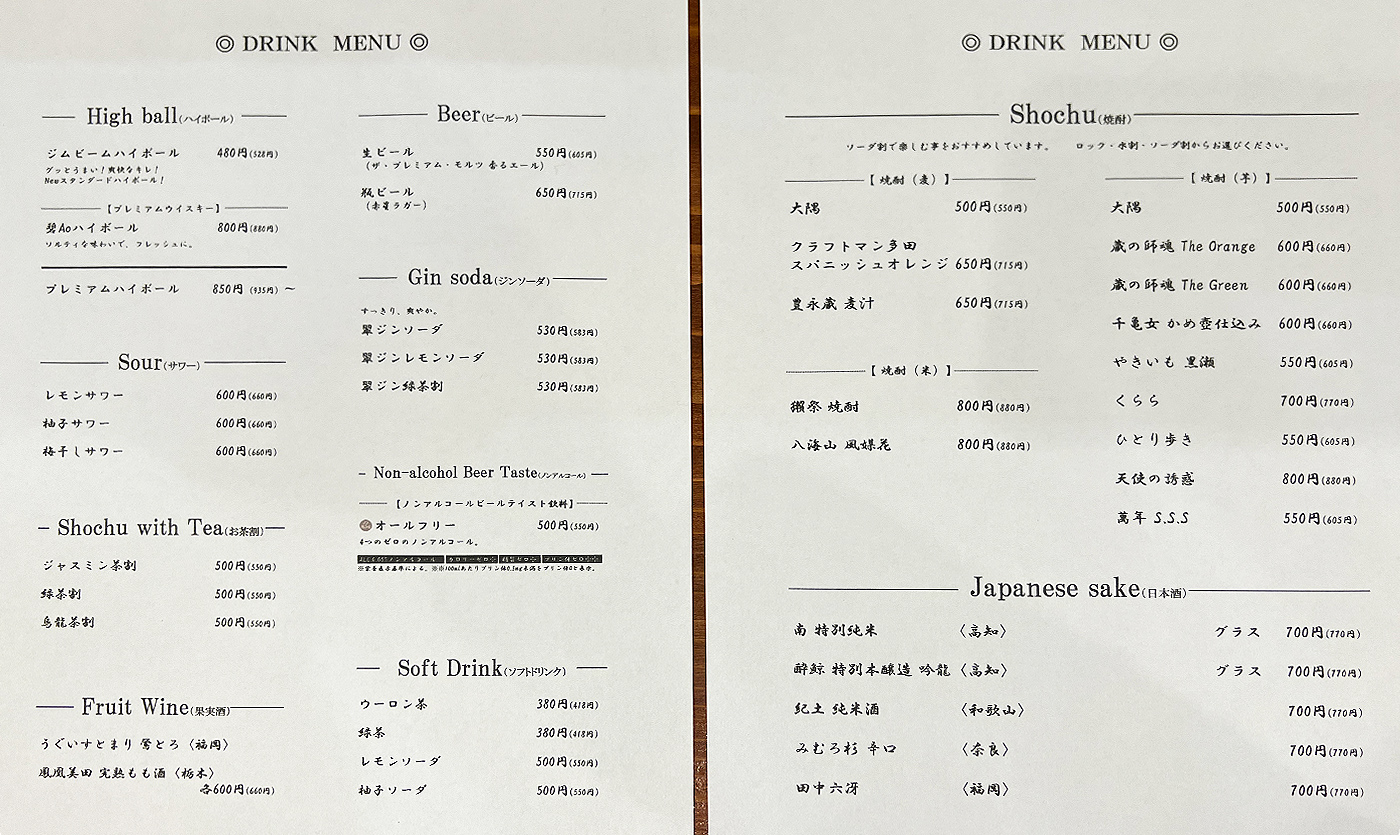 ◎ DRINK MENU ◎
High ball(ハイボール)
ジムビームハイボール 480円(528円)
グッとうまい!爽快なキレ!
Newスタンダードハイボール!
【プレミアムウイスキー】
碧Aoハイボール 800円(880円)
ソルティな味わいで、フレッシュに。
プレミアムハイボール 850円(935円)~
Sour(サワー)
レモンサワー 600円(660円)
柚子サワー 600円(660円)
梅干しサワー 600円(660円)
Shochu with Tea(お茶割)
ジャスミン茶割 500円(550円)
緑茶割 500円(550円)
烏龍茶割 500円(550円)
Fruit Wine(果実酒)
うぐいすとまり 鶯とろ〈福岡〉
鳳凰美田 完熟もも酒〈栃木〉
各600円(660円)
Beer(ビール)
生ビール 550円(605円)
(ザ・プレミアム・モルツ 香るエール)
瓶ビール 650円(715円)
(赤星ラガー)
Gin soda(ジンソーダ)
すっきり、爽やか。
翠ジンソーダ 530円(583円)
翠ジンレモンソーダ 530円(583円)
翠ジン緑茶割 530円(583円)
Non-alcohol Beer Taste(ノンアルコール)
【ノンアルコールビールテイスト飲料】
オールフリー 500円(550円)
4つのゼロのノンアルコール。
Soft Drink(ソフトドリンク)
ウーロン茶 380円(418円)
緑茶 380円(418円)
レモンソーダ 500円(550円)
柚子ソーダ 500円(550円)
◎ DRINK MENU ◎
Shochu(焼酎)
ソーダ割で楽しむ事をおすすめしています。 ロック・水割・ソーダ割からお選びください。
【焼酎(麦)】
大隅 500円(550円)
クラフトマン多田
スパニッシュオレンジ 650円(715円)
豊永蔵 麦汁 650円(715円)
【焼酎(米)】
獺祭 焼酎 800円(880円)
八海山 風媒花 800円(880円)
【焼酎(芋)】
大隅 500円(550円)
蔵の師魂 The Orange 600円(660円)
蔵の師魂 The Green 600円(660円)
千亀女 かめ壺仕込み 600円(660円)
やきいも 黒瀬 550円(605円)
くらら 700円(770円)
ひとり歩き 550円(605円)
天使の誘惑 800円(880円)
萬年 S.S.S 550円(605円)
Japanese sake(日本酒)
南 特別純米 〈高知〉 グラス 700円(770円)
酔鯨 特別本醸造 吟龍〈高知〉 グラス 700円(770円)
紀土 純米酒 〈和歌山〉 700円(770円)
みむろ杉 辛口 〈奈良〉 700円(770円)
田中六冴 〈福岡〉 700円(770円)